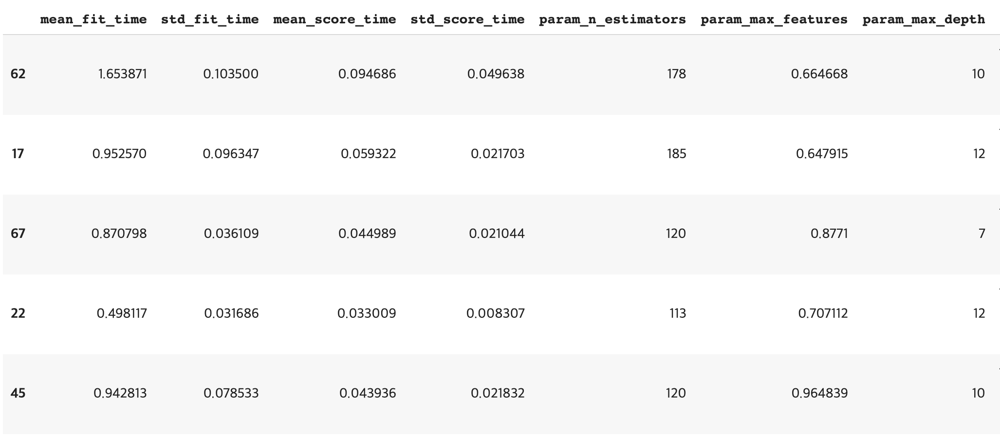 mean_fit_time std_fit_time mean_score_time std_score_time param_n_estimators param_max_features param_max_depth
62 1.653871 0.103500 0.094686 0.049638 178 0.664668 10
17 0.952570 0.096347 0.059322 0.021703 185 0.647915 12
67 0.870798 0.036109 0.044989 0.021044 120 0.8771 7
22 0.498117 0.031686 0.033009 0.008307 113 0.707112 12
45 0.942813 0.078533 0.043936 0.021832 120 0.964839 10